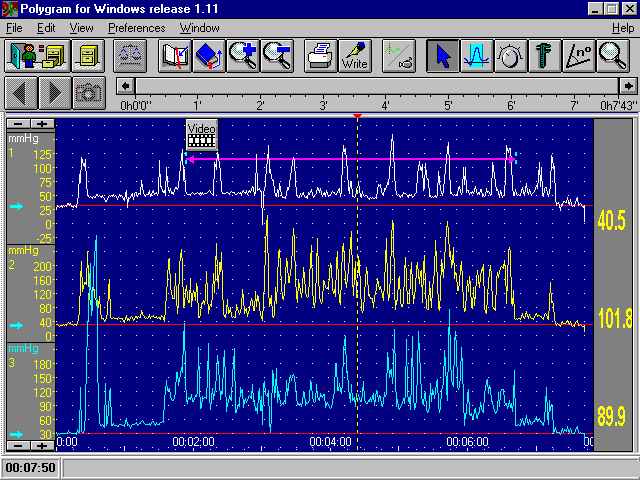 Polygram for Windows release 1.11
File Edit View Preferences Window Help
Write nº
0h0'0" 1' 2' 3' 4' 5' 6' 7' 0h7'43"
Video
mmHg
1
125
100
75
50
25
0
-25
40.5
mmHg
2
200
160
120
80
40
0
101.8
mmHg
3
180
150
120
90
60
30
89.9
0:00 00:02:00 00:04:00 00:06:00 00
00:07:50